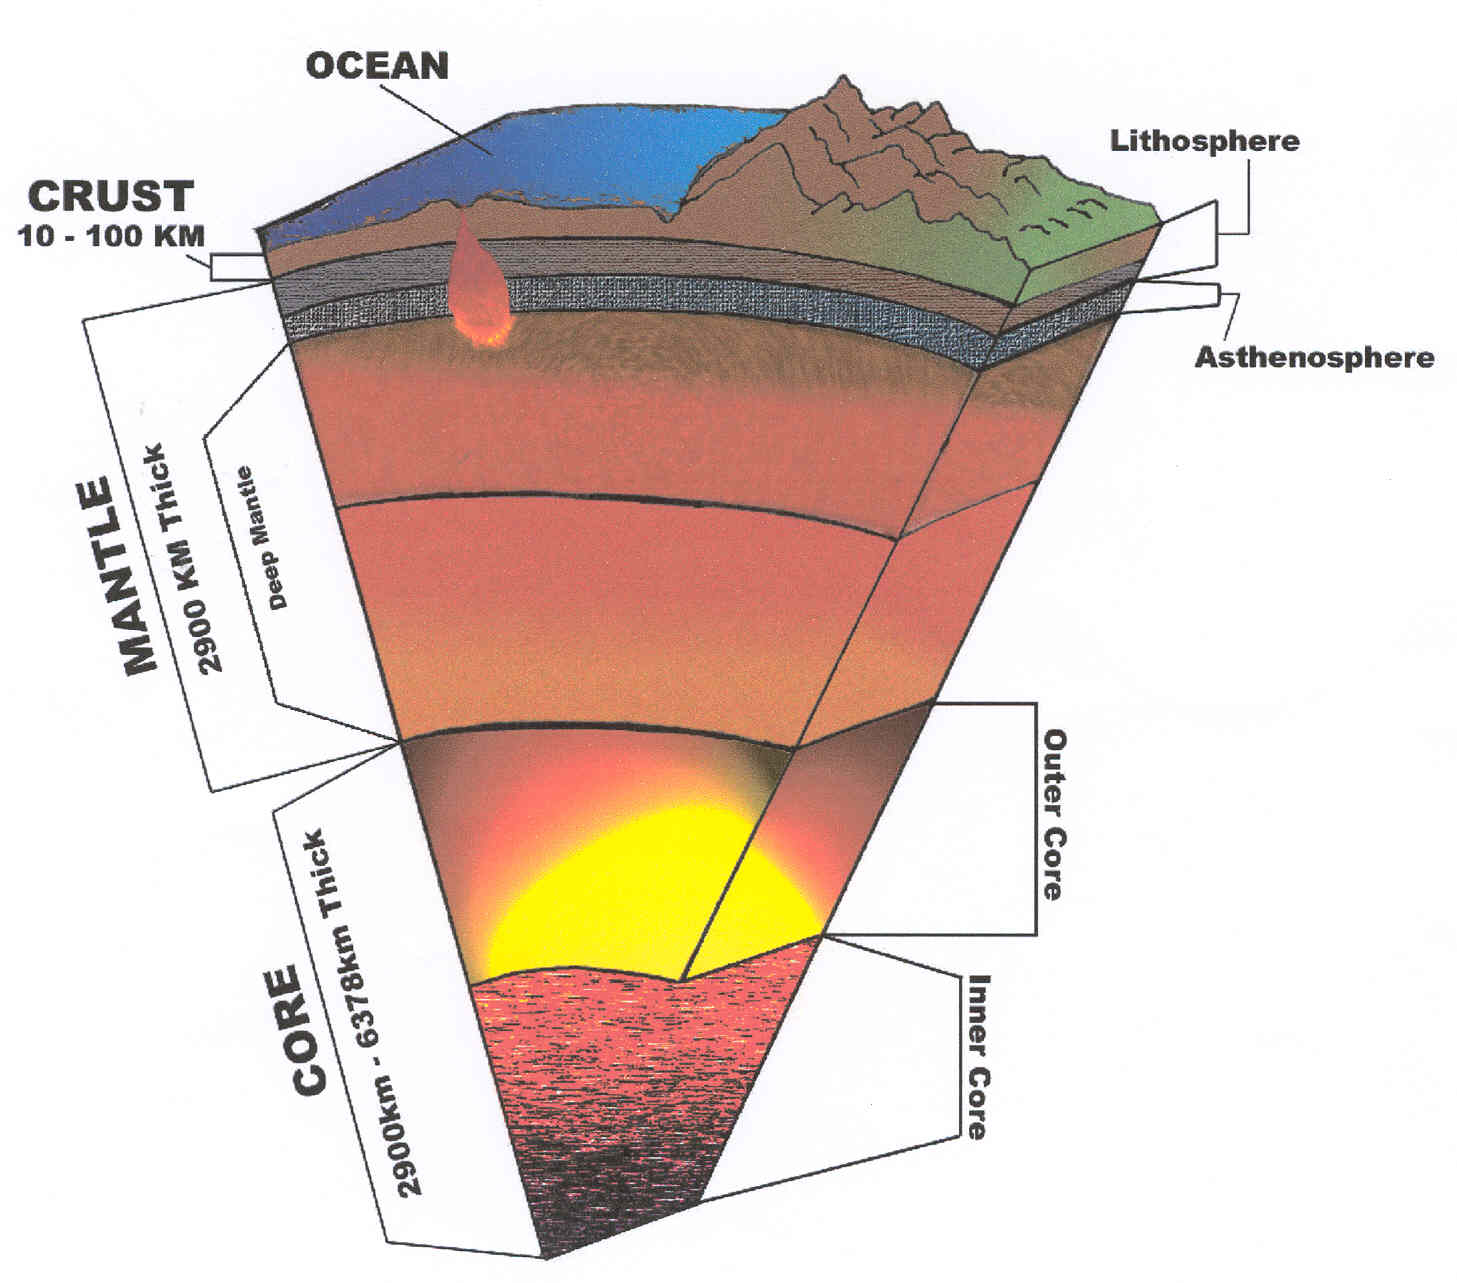 OCEAN
Lithosphere
CRUST
10 - 100 KM
Asthenosphere
MANTLE
2900 KM Thick
Deep Mantle
Outer Core
CORE
2900km - 6378km Thick
Inner Core